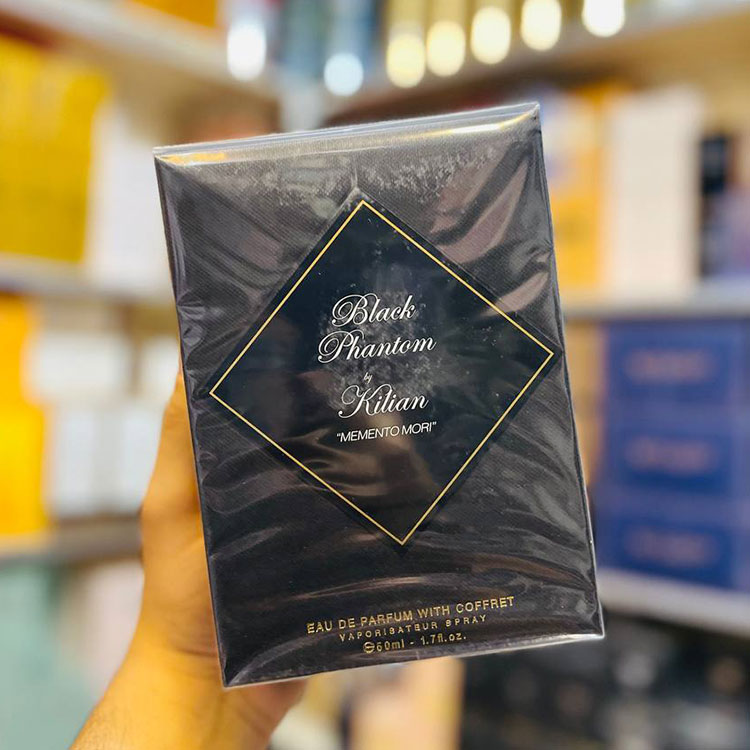 Black
Phantom
by
Kilian
"MEMENTO MORI"
EAU DE PARFUM WITH COFFRET
VAPORISATEUR SPRAY
℮60ml - 1.7fl.oz.